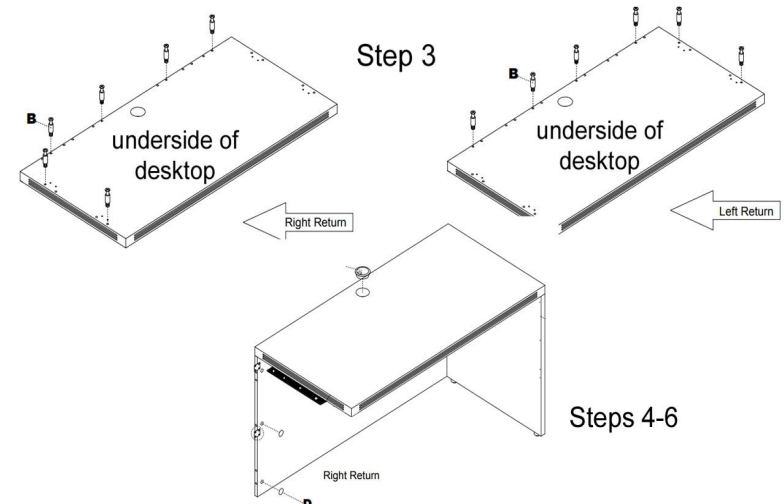 Step 3
B
underside of
desktop
Right Return
B
underside of
desktop
Left Return
Steps 4-6
Right Return